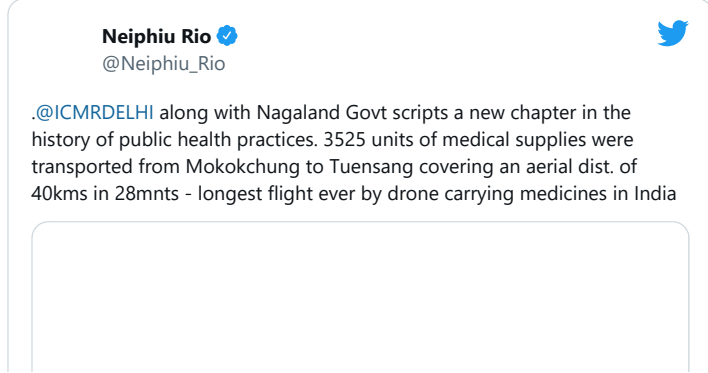 Neiphiu Rio
@Neiphiu_Rio
.@ICMRDELHI along with Nagaland Govt scripts a new chapter in the
history of public health practices. 3525 units of medical supplies were
transported from Mokokchung to Tuensang covering an aerial dist. of
40kms in 28mnts - longest flight ever by drone carrying medicines in India